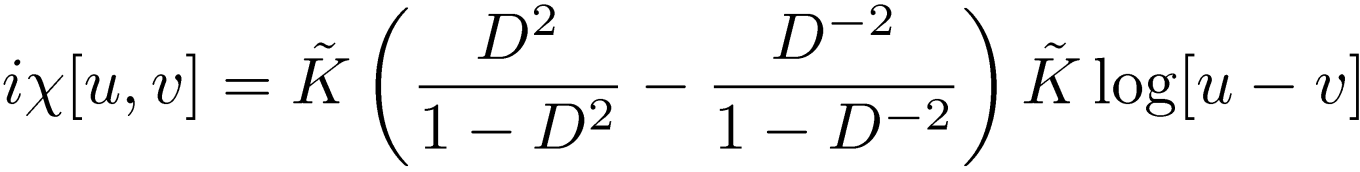 iχ[u, v] = K̃ ( D² / (1 − D²) − D⁻² / (1 − D⁻²) ) K̃ log[u − v]